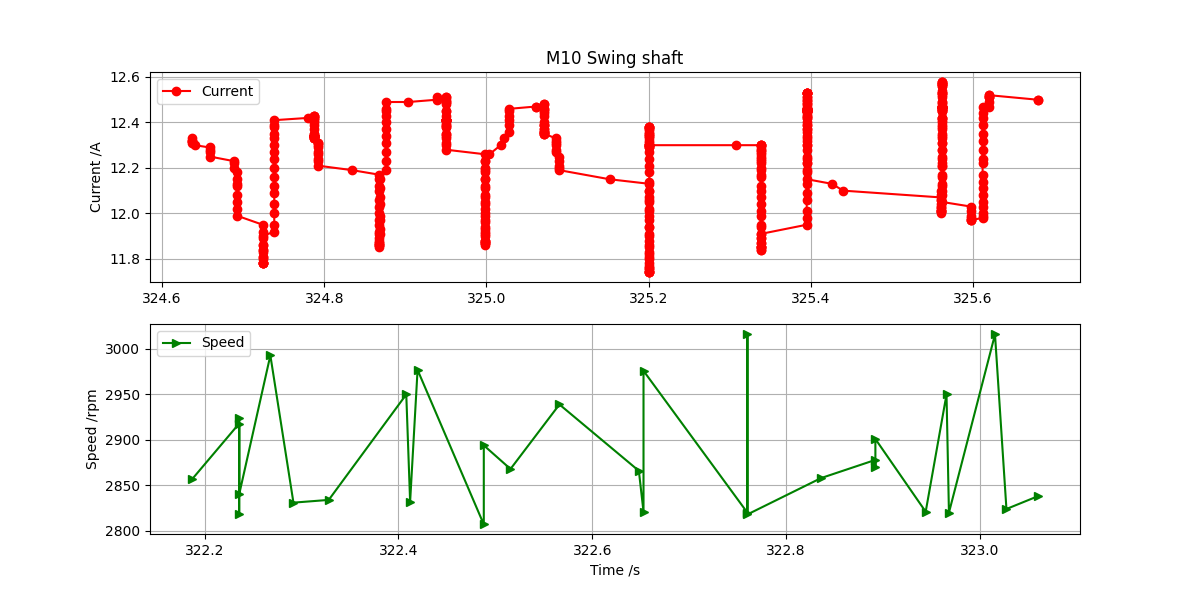 M10 Swing shaft
Current /A
12.6
12.4
12.2
12.0
11.8
Current
324.6 324.8 325.0 325.2 325.4 325.6
Speed /rpm
3000
2950
2900
2850
2800
Speed
322.2 322.4 322.6 322.8 323.0
Time /s